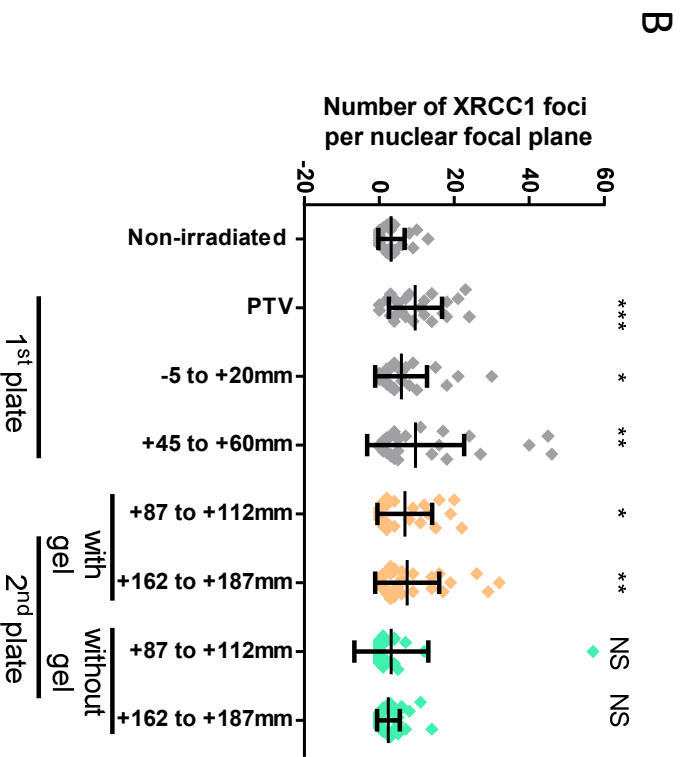 B
Number of XRCC1 foci
per nuclear focal plane
-20
0
20
40
60
Non-irradiated
PTV
-5 to +20mm
+45 to +60mm
+87 to +112mm
+162 to +187mm
+87 to +112mm
+162 to +187mm
***
*
**
*
**
NS
NS
with
gel
without
gel
1st plate
2nd plate